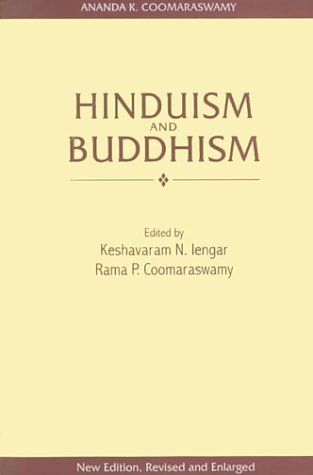 ANANDA K. COOMARASWAMY
HINDUISM
AND
BUDDHISM
Edited by
Keshavaram N. Iengar
Rama P. Coomaraswamy
New Edition, Revised and Enlarged